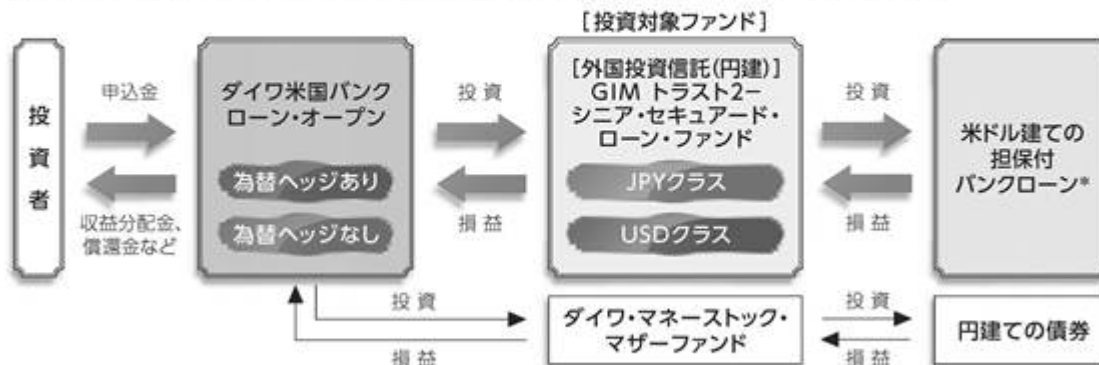 [投資対象ファンド]
投資者
申込金
収益分配金、
償還金など
ダイワ米国バンク
ローン・オープン
為替ヘッジあり
為替ヘッジなし
投資
損益
[外国投資信託(円建)]
GIM トラスト2−
シニア・セキュアード・
ローン・ファンド
JPYクラス
USDクラス
投資
損益
米ドル建ての
担保付
バンクローン*
投資
損益
ダイワ・マネーストック・
マザーファンド
投資
損益
円建ての債券